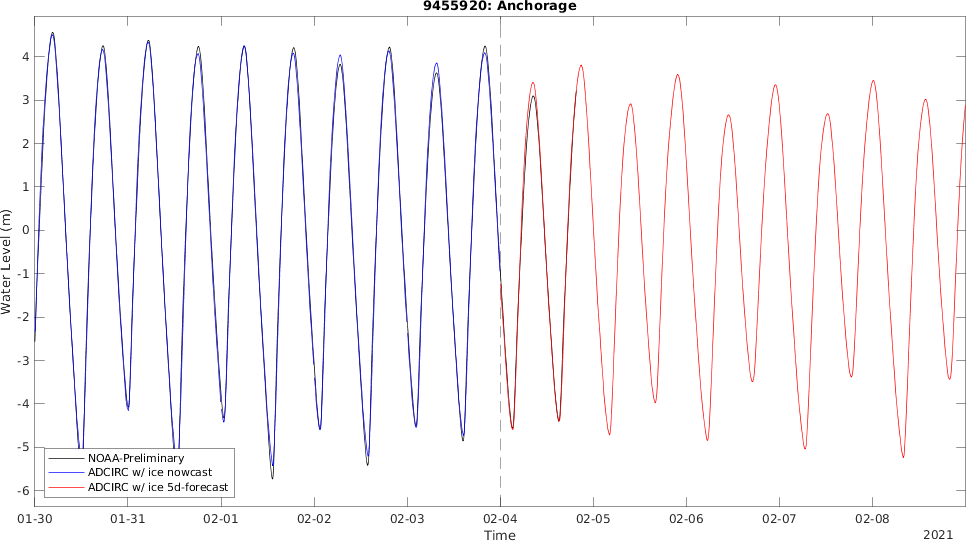 9455920: Anchorage
Water Level (m)
4
3
2
1
0
-1
-2
-3
-4
-5
-6
NOAA-Preliminary
ADCIRC w/ ice nowcast
ADCIRC w/ ice 5d-forecast
01-30 01-31 02-01 02-02 02-03 02-04 02-05 02-06 02-07 02-08
Time
2021